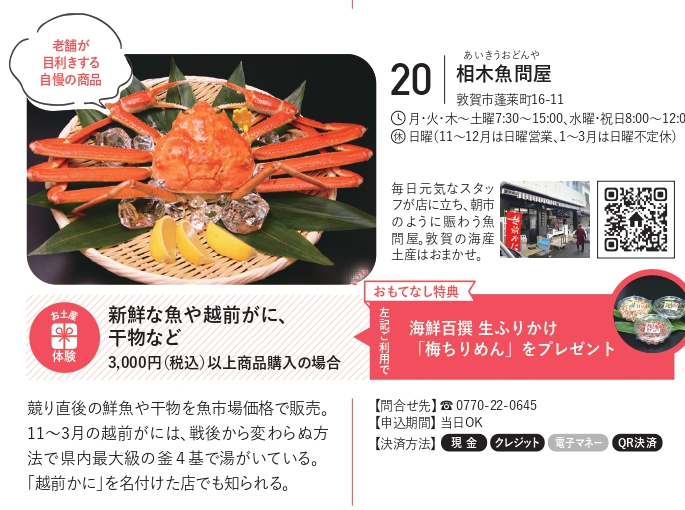 老舗が
目利きする
自慢の商品
20
あいきうおどんや
相木魚問屋
敦賀市蓬莱町16-11
月・火・木〜土曜7:30〜15:00、水曜・祝日8:00〜12:0
休 日曜(11〜12月は日曜営業、1〜3月は日曜不定休)
毎日元気なスタッ
フが店に立ち、朝市
のように賑わう魚
問屋。敦賀の海産
土産はおまかせ。
お土産
体験
新鮮な魚や越前がに、
干物など
3,000円(税込)以上商品購入の場合
おもてなし特典
左記ご利用で
海鮮百撰 生ふりかけ
「梅ちりめん」をプレゼント
競り直後の鮮魚や干物を魚市場価格で販売。
11〜3月の越前がには、戦後から変わらぬ方
法で県内最大級の釜4基で湯がいている。
「越前かに」を名付けた店でも知られる。
【問合せ先】☎ 0770-22-0645
【申込期間】当日OK
【決済方法】 現金 クレジット 電子マネー QR決済